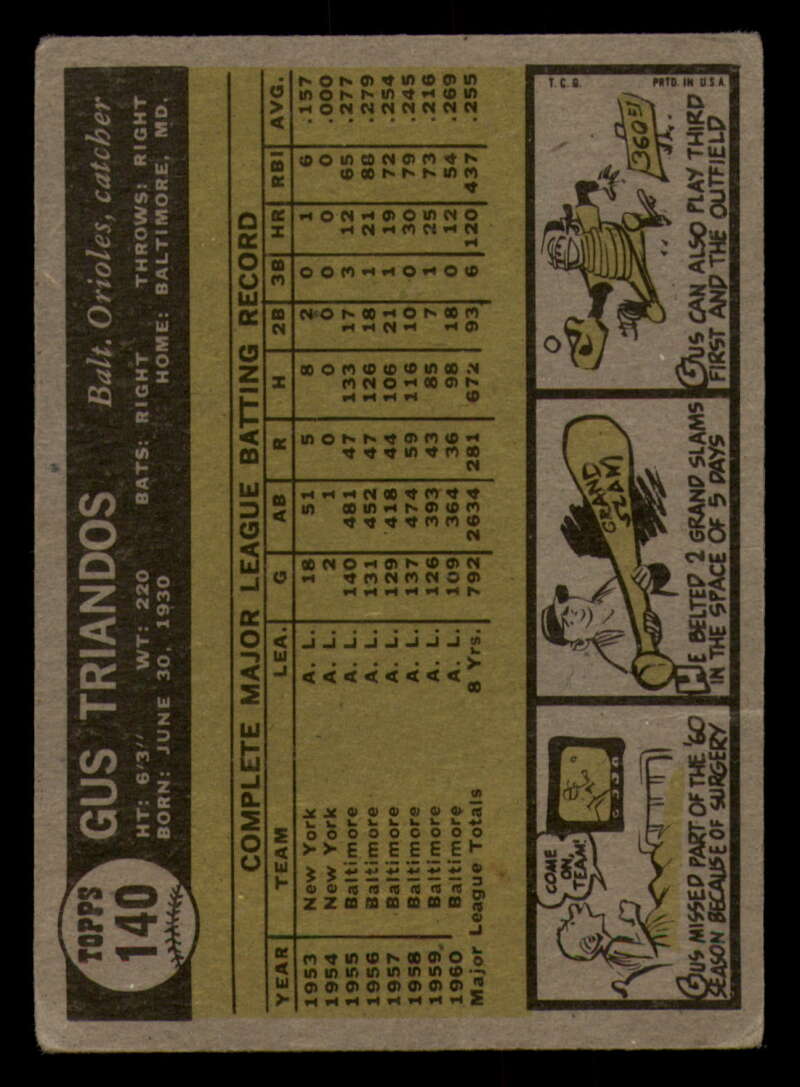 TOPPS
140
GUS TRIANDOS Balt. Orioles, catcher
HT: 6'3" WT: 220 BATS: RIGHT THROWS: RIGHT
BORN: JUNE 30, 1930 HOME: BALTIMORE, MD.
COMPLETE MAJOR LEAGUE BATTING RECORD
YEAR TEAM LEA. G AB R H 2B 3B HR RBI AVG.
1953 New York A. L. 18 51 5 8 2 0 1 6 .157
1954 New York A. L. 2 1 0 0 0 0 0 0 .000
1955 Baltimore A. L. 140 481 47 133 17 3 12 65 .277
1956 Baltimore A. L. 131 452 47 126 18 1 21 88 .279
1957 Baltimore A. L. 129 418 44 106 21 1 19 72 .254
1958 Baltimore A. L. 137 474 59 116 10 0 30 79 .245
1959 Baltimore A. L. 126 393 43 85 7 1 25 73 .216
1960 Baltimore A. L. 109 364 36 98 18 0 12 54 .269
Major League Totals 8 Yrs. 792 2634 281 672 93 6 120 437 .255
COME
ON,
TEAM!
GUS MISSED PART OF THE '60
SEASON BECAUSE OF SURGERY
GRAND
SLAM
HE BELTED 2 GRAND SLAMS
IN THE SPACE OF 5 DAYS
T.C.G. PRTD. IN U.S.A.
360 FT.
GUS CAN ALSO PLAY THIRD
FIRST AND THE OUTFIELD